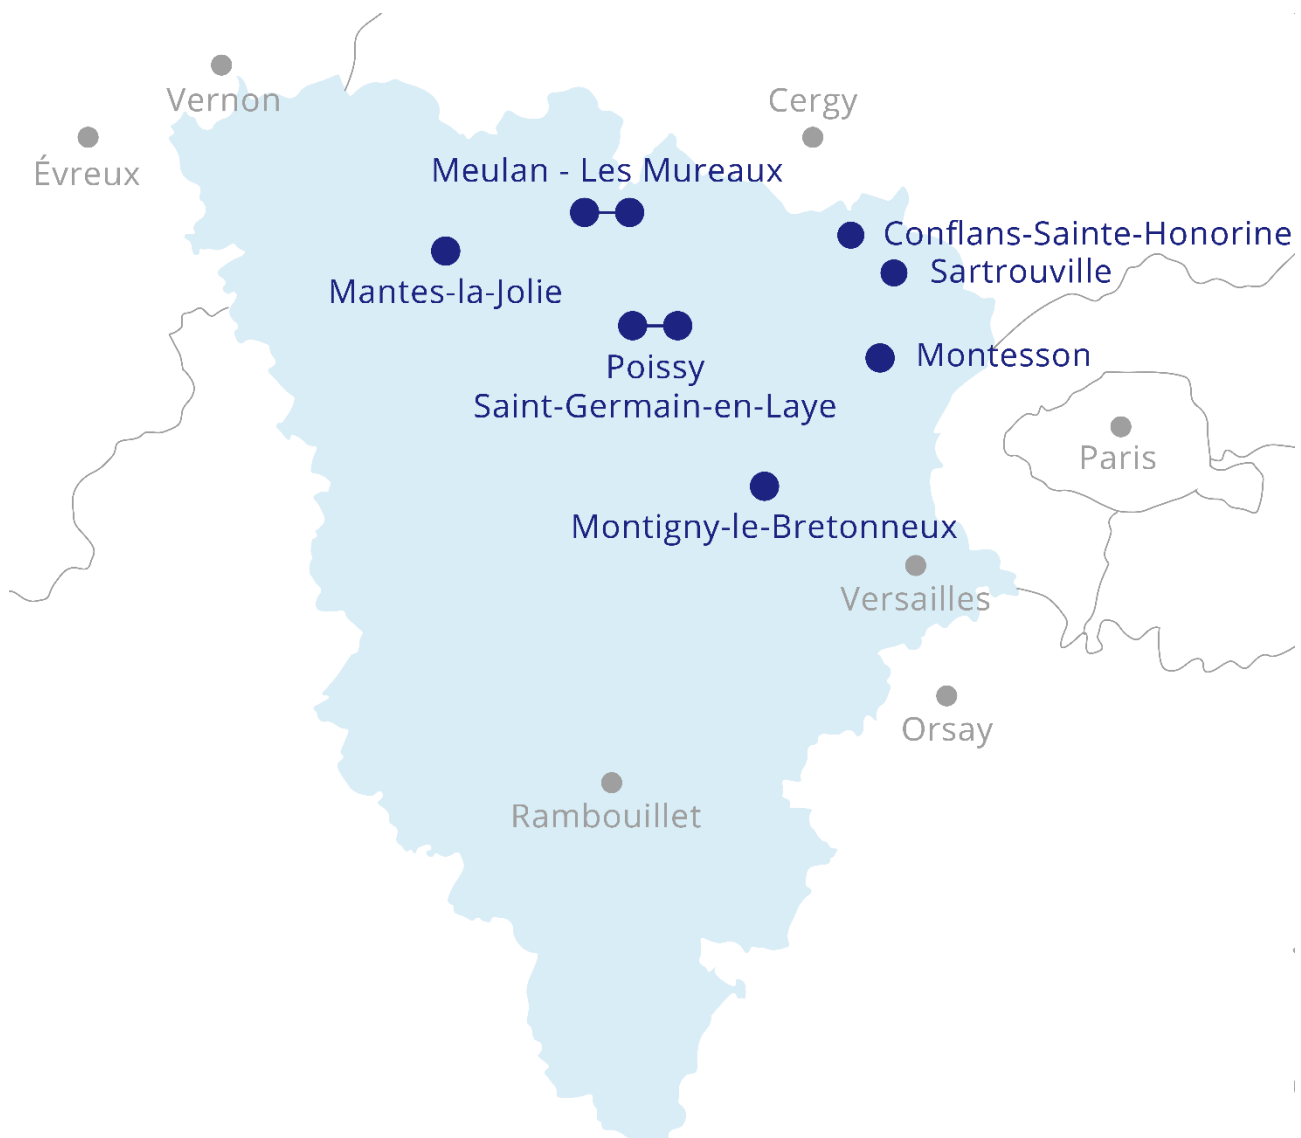 Vernon
Cergy
Évreux
Meulan - Les Mureaux
Conflans-Sainte-Honorine
Sartrouville
Mantes-la-Jolie
Montesson
Poissy
Saint-Germain-en-Laye
Paris
Montigny-le-Bretonneux
Versailles
Orsay
Rambouillet